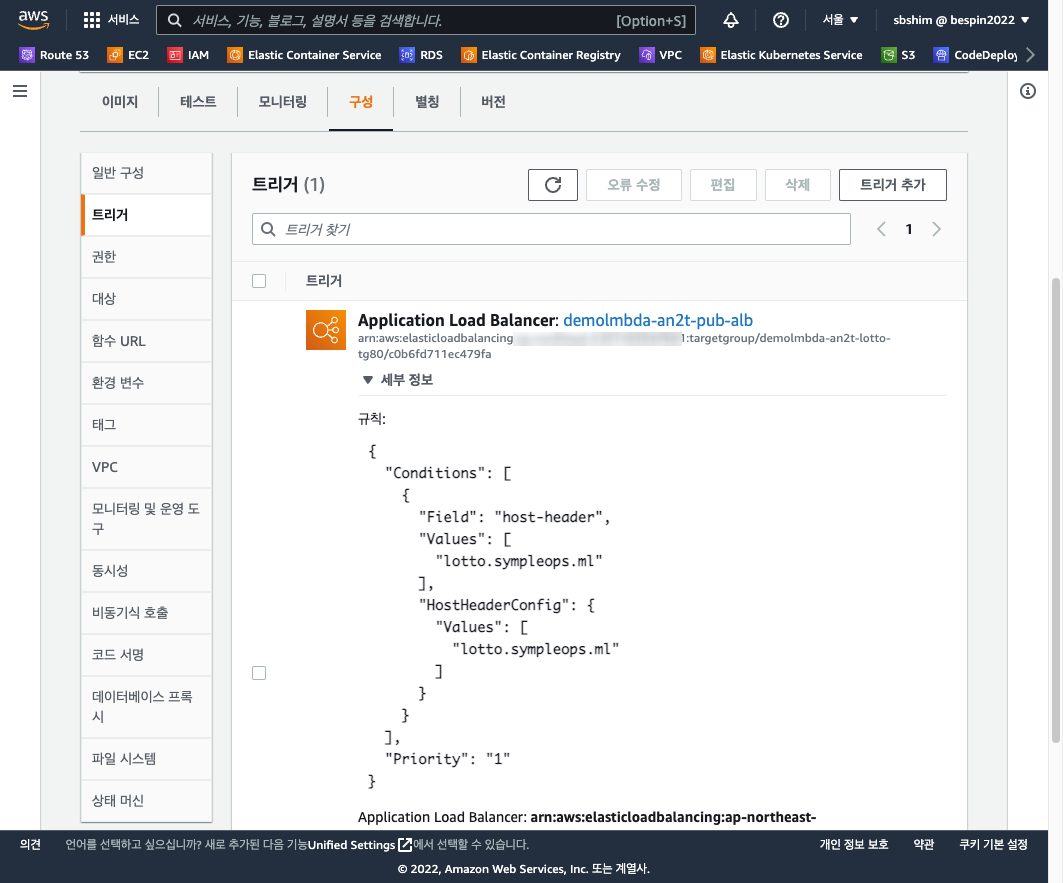 aws
서비스
서비스, 기능, 블로그, 설명서 등을 검색합니다.
[Option+S]
서울 ▼
sbshim @ bespin2022 ▼
Route 53
EC2
IAM
Elastic Container Service
RDS
Elastic Container Registry
VPC
Elastic Kubernetes Service
S3
CodeDeploy
이미지
테스트
모니터링
구성
별칭
버전
일반 구성
트리거
권한
대상
함수 URL
환경 변수
태그
VPC
모니터링 및 운영 도
구
동시성
비동기식 호출
코드 서명
데이터베이스 프록
시
파일 시스템
상태 머신
트리거 (1)
오류 수정
편집
삭제
트리거 추가
트리거 찾기
1
트리거
Application Load Balancer: demolmbda-an2t-pub-alb
arn:aws:elasticloadbalancing 1:targetgroup/demolmbda-an2t-lotto-
tg80/c0b6fd711ec479fa
▼ 세부 정보
규칙:
{
"Conditions": [
{
"Field": "host-header",
"Values": [
"lotto.sympleops.ml"
],
"HostHeaderConfig": {
"Values": [
"lotto.sympleops.ml"
]
}
}
],
"Priority": "1"
}
Application Load Balancer: arn:aws:elasticloadbalancing:ap-northeast-
의견
언어를 선택하고 싶으십니까? 새로 추가된 다음 기능Unified Settings에서 선택할 수 있습니다.
개인 정보 보호
약관
쿠키 기본 설정
© 2022, Amazon Web Services, Inc. 또는 계열사.